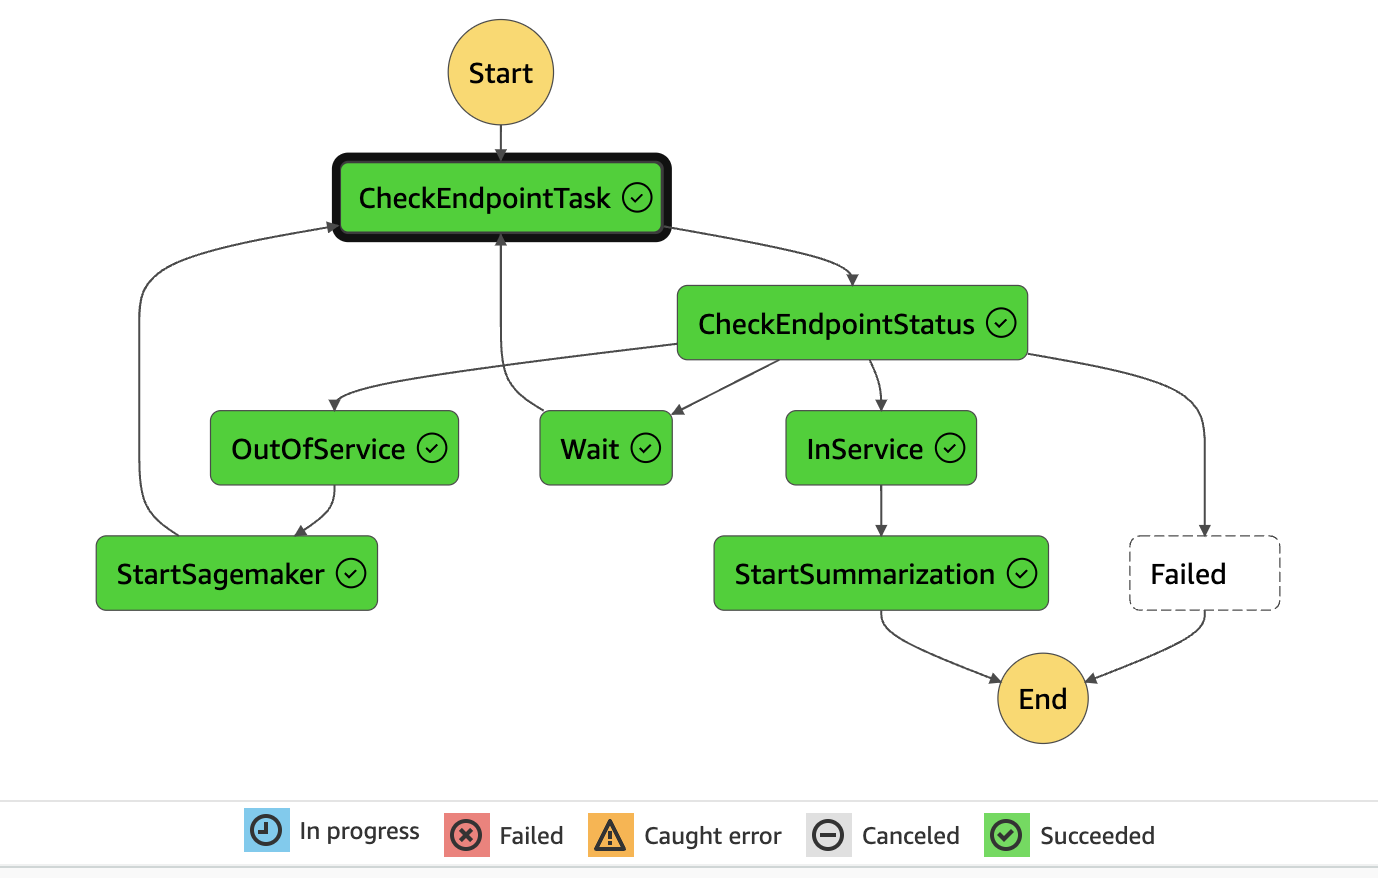 Start
CheckEndpointTask
CheckEndpointStatus
OutOfService
Wait
InService
StartSagemaker
StartSummarization
Failed
End
In progress
Failed
Caught error
Canceled
Succeeded